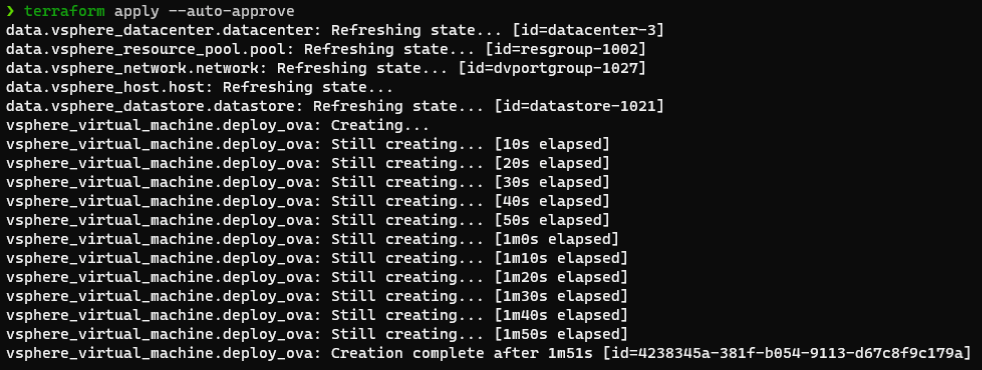 ❯ terraform apply --auto-approve
data.vsphere_datacenter.datacenter: Refreshing state... [id=datacenter-3]
data.vsphere_resource_pool.pool: Refreshing state... [id=resgroup-1002]
data.vsphere_network.network: Refreshing state... [id=dvportgroup-1027]
data.vsphere_host.host: Refreshing state...
data.vsphere_datastore.datastore: Refreshing state... [id=datastore-1021]
vsphere_virtual_machine.deploy_ova: Creating...
vsphere_virtual_machine.deploy_ova: Still creating... [10s elapsed]
vsphere_virtual_machine.deploy_ova: Still creating... [20s elapsed]
vsphere_virtual_machine.deploy_ova: Still creating... [30s elapsed]
vsphere_virtual_machine.deploy_ova: Still creating... [40s elapsed]
vsphere_virtual_machine.deploy_ova: Still creating... [50s elapsed]
vsphere_virtual_machine.deploy_ova: Still creating... [1m0s elapsed]
vsphere_virtual_machine.deploy_ova: Still creating... [1m10s elapsed]
vsphere_virtual_machine.deploy_ova: Still creating... [1m20s elapsed]
vsphere_virtual_machine.deploy_ova: Still creating... [1m30s elapsed]
vsphere_virtual_machine.deploy_ova: Still creating... [1m40s elapsed]
vsphere_virtual_machine.deploy_ova: Still creating... [1m50s elapsed]
vsphere_virtual_machine.deploy_ova: Creation complete after 1m51s [id=4238345a-381f-b054-9113-d67c8f9c179a]